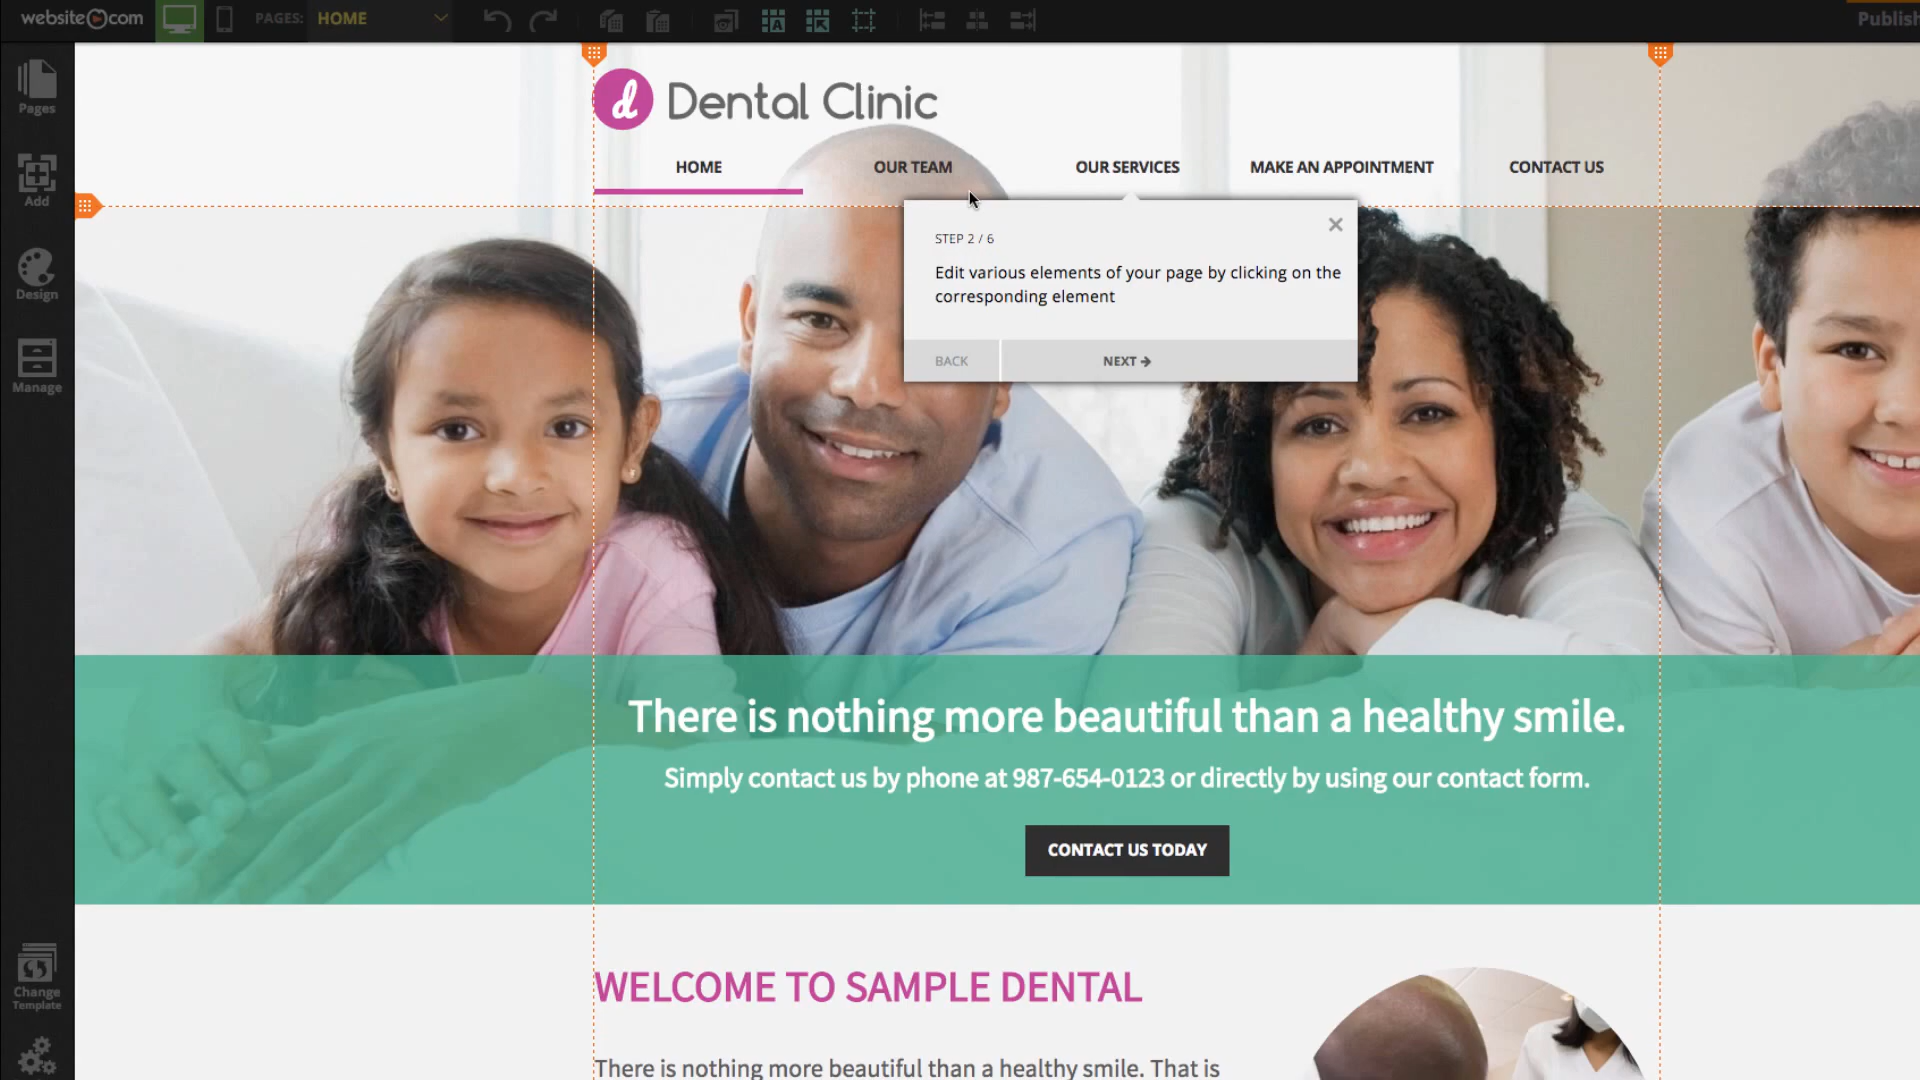 website.com
PAGES: HOME
Publish
Pages
Add
Design
Manage
Change
Template
d Dental Clinic
HOME
OUR TEAM
OUR SERVICES
MAKE AN APPOINTMENT
CONTACT US
STEP 2 / 6
Edit various elements of your page by clicking on the
corresponding element
BACK
NEXT →
There is nothing more beautiful than a healthy smile.
Simply contact us by phone at 987-654-0123 or directly by using our contact form.
CONTACT US TODAY
WELCOME TO SAMPLE DENTAL
There is nothing more beautiful than a healthy smile. That is